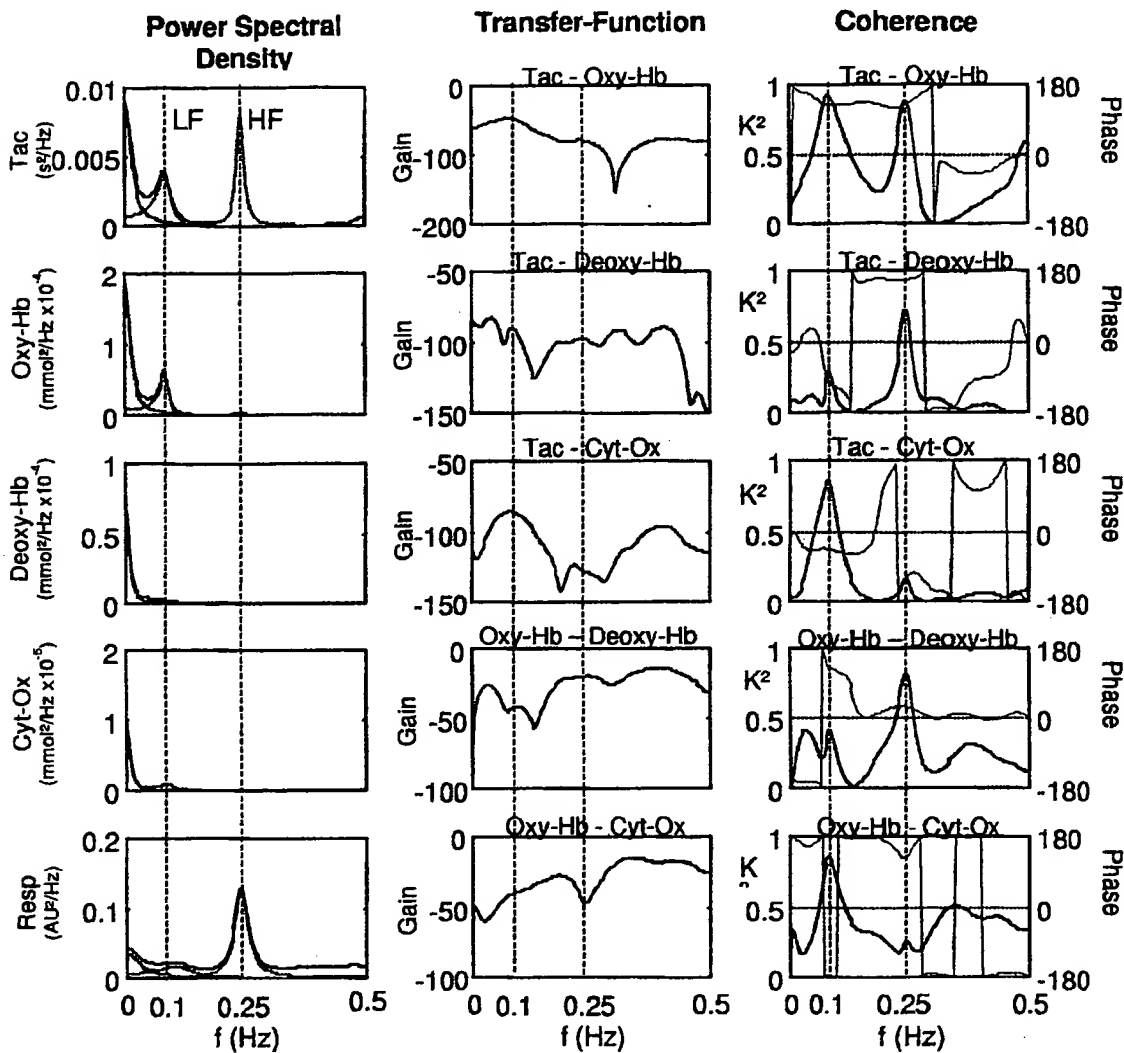 Power Spectral
Density
Transfer-Function
Coherence
Tac - Oxy-Hb
Tac - Oxy-Hb
0.01
0.005
0
Tac
(s²/Hz)
LF
HF
0
-100
-200
Gain
1
K²
0.5
0
180
0
-180
Phase
Tac - Deoxy-Hb
Tac - Deoxy-Hb
2
1
0
Oxy-Hb
(mmol²/Hz x10⁻⁴)
-50
-100
-150
Gain
1
K²
0.5
0
180
0
-180
Phase
Tac - Cyt-Ox
Tac - Cyt-Ox
1
0.5
0
Deoxy-Hb
(mmol²/Hz x10⁻⁴)
-50
-100
-150
Gain
1
K²
0.5
0
180
0
-180
Phase
Oxy-Hb – Deoxy-Hb
Oxy-Hb – Deoxy-Hb
2
1
0
Cyt-Ox
(mmol²/Hz x10⁻⁵)
0
-50
-100
Gain
1
K²
0.5
0
180
0
-180
Phase
Oxy-Hb - Cyt-Ox
Oxy-Hb - Cyt-Ox
0.2
0.1
0
Resp
(AU²/Hz)
0
-50
-100
Gain
1
K
0.5
0
180
0
-180
Phase
0 0.1 0.25 0.5
f (Hz)
0 0.1 0.25 0.5
f (Hz)
0 0.1 0.25 0.5
f (Hz)